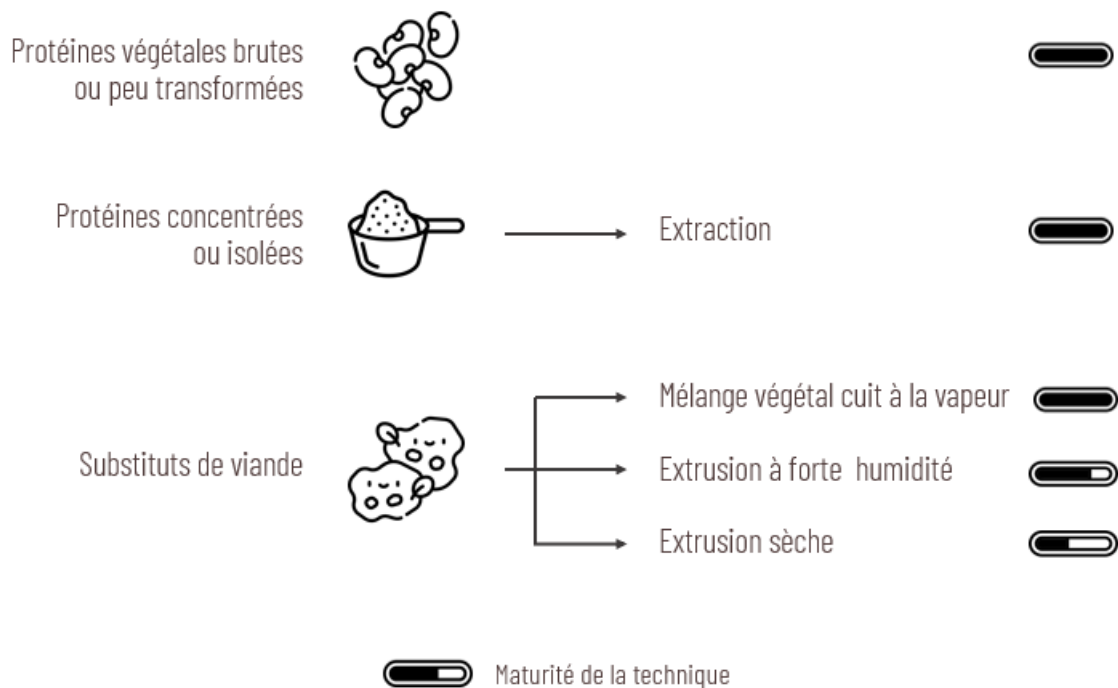 Protéines végétales brutes
ou peu transformées
Protéines concentrées
ou isolées
Extraction
Substituts de viande
Mélange végétal cuit à la vapeur
Extrusion à forte humidité
Extrusion sèche
Maturité de la technique